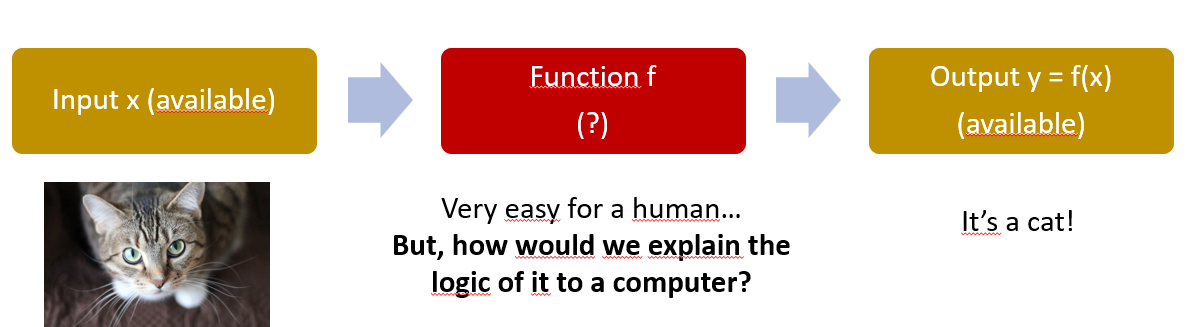 Input x (available)
Function f
(?)
Output y = f(x)
(available)
Very easy for a human…
But, how would we explain the
logic of it to a computer?
It’s a cat!